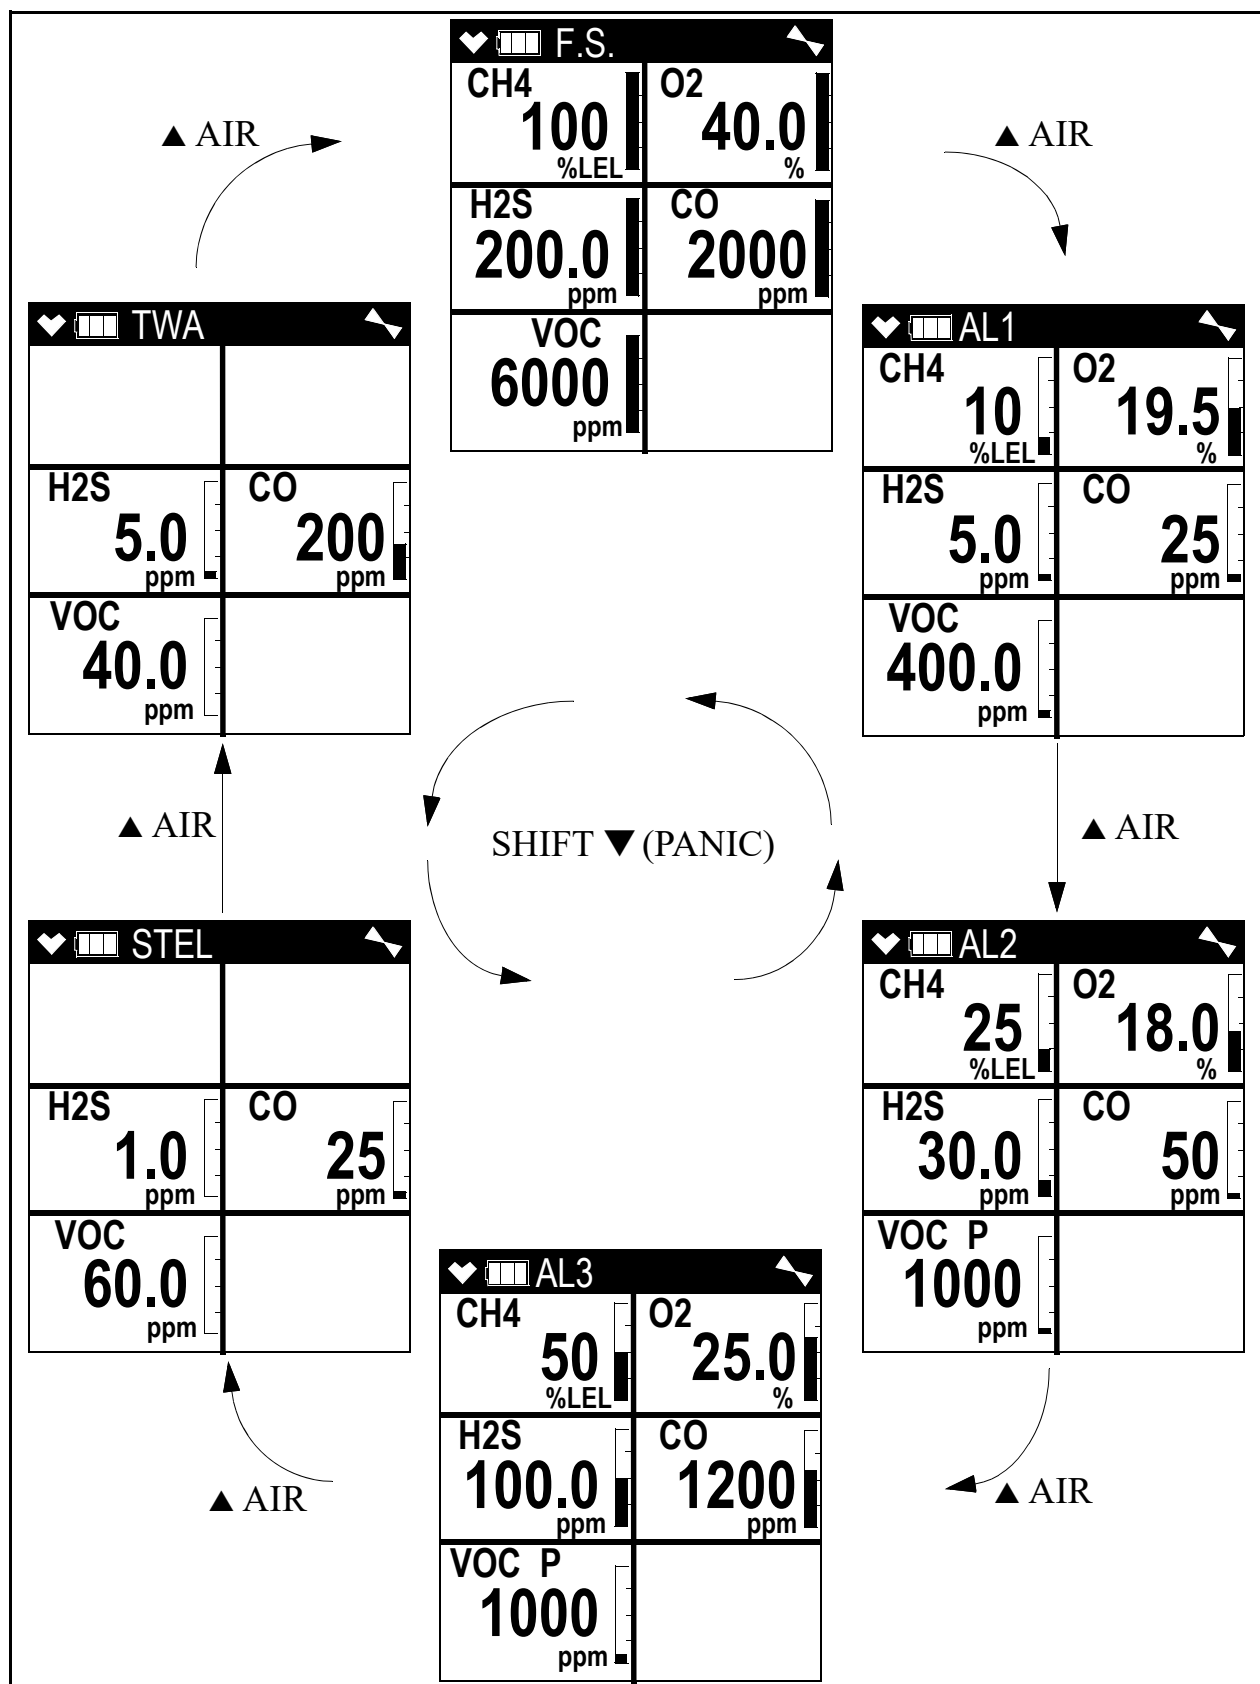 F.S.
CH4 O2
100 40.0
%LEL %
H2S CO
200.0 2000
ppm ppm
VOC
6000
ppm
▲ AIR
▲ AIR
TWA
H2S CO
5.0 200
ppm ppm
VOC
40.0
ppm
AL1
CH4 O2
10 19.5
%LEL %
H2S CO
5.0 25
ppm ppm
VOC
400.0
ppm
▲ AIR
SHIFT ▼ (PANIC)
▲ AIR
STEL
H2S CO
1.0 25
ppm ppm
VOC
60.0
ppm
AL2
CH4 O2
25 18.0
%LEL %
H2S CO
30.0 50
ppm ppm
VOC P
1000
ppm
AL3
CH4 O2
50 25.0
%LEL %
H2S CO
100.0 1200
ppm ppm
VOC P
1000
ppm
▲ AIR
▲ AIR